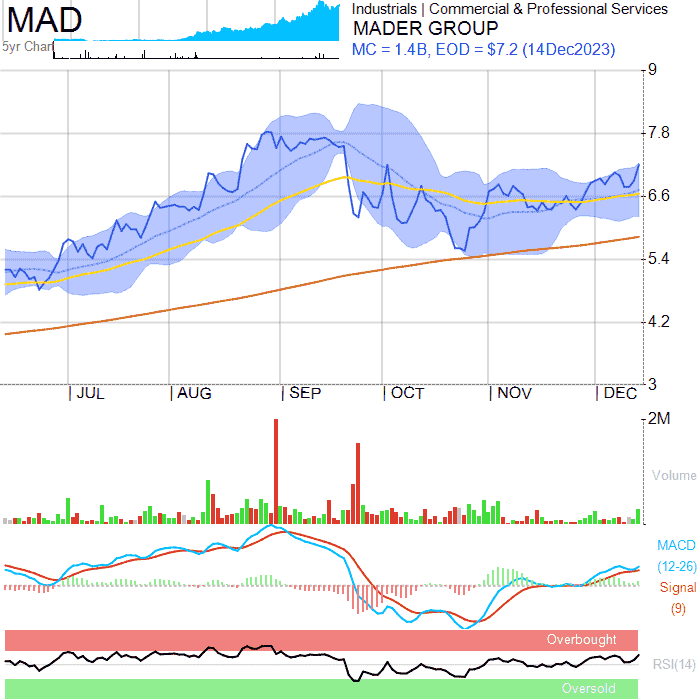 MAD
5yr Chart
Industrials | Commercial & Professional Services
MADER GROUP
MC = 1.4B, EOD = $7.2 (14Dec2023)
9
7.8
6.6
5.4
4.2
3
JUL AUG SEP OCT NOV DEC
2M
Volume
MACD
(12-26)
Signal
(9)
Overbought
RSI(14)
Oversold